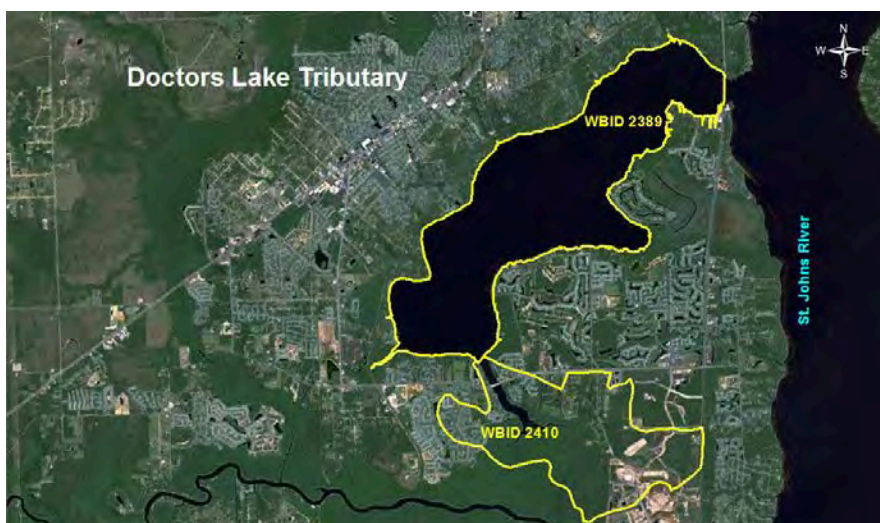 Doctors Lake Tributary
N
W E
S
WBID 2389
St. Johns River
WBID 2410